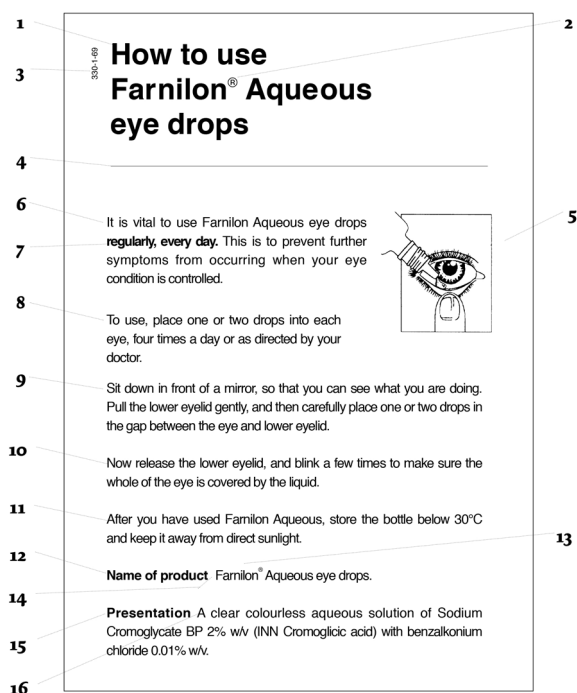 1
2
3
330-1-69
How to use
Farnilon® Aqueous
eye drops
4
5
6
It is vital to use Farnilon Aqueous eye drops
7
regularly, every day. This is to prevent further
symptoms from occurring when your eye
condition is controlled.
8
To use, place one or two drops into each
eye, four times a day or as directed by your
doctor.
9
Sit down in front of a mirror, so that you can see what you are doing.
Pull the lower eyelid gently, and then carefully place one or two drops in
the gap between the eye and lower eyelid.
10
Now release the lower eyelid, and blink a few times to make sure the
whole of the eye is covered by the liquid.
11
After you have used Farnilon Aqueous, store the bottle below 30°C
and keep it away from direct sunlight.
12
13
Name of product Farnilon® Aqueous eye drops.
14
Presentation A clear colourless aqueous solution of Sodium
15
Cromoglycate BP 2% w/v (INN Cromoglicic acid) with benzalkonium
chloride 0.01% w/v.
16